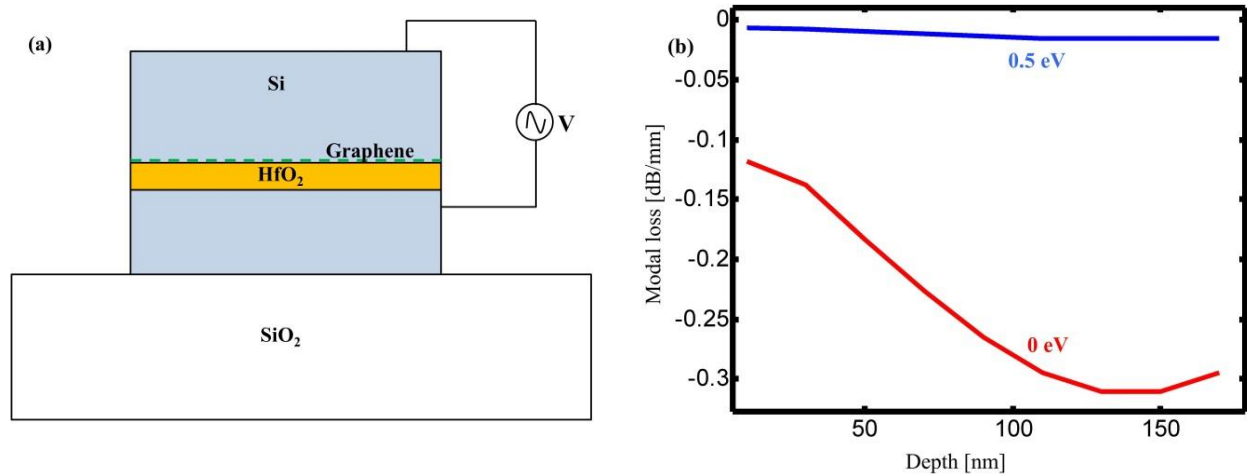 (a)
Si
Graphene
HfO₂
V
SiO₂
(b)
0
-0.05
-0.1
-0.15
-0.2
-0.25
-0.3
Modal loss [dB/mm]
0.5 eV
0 eV
50
100
150
Depth [nm]